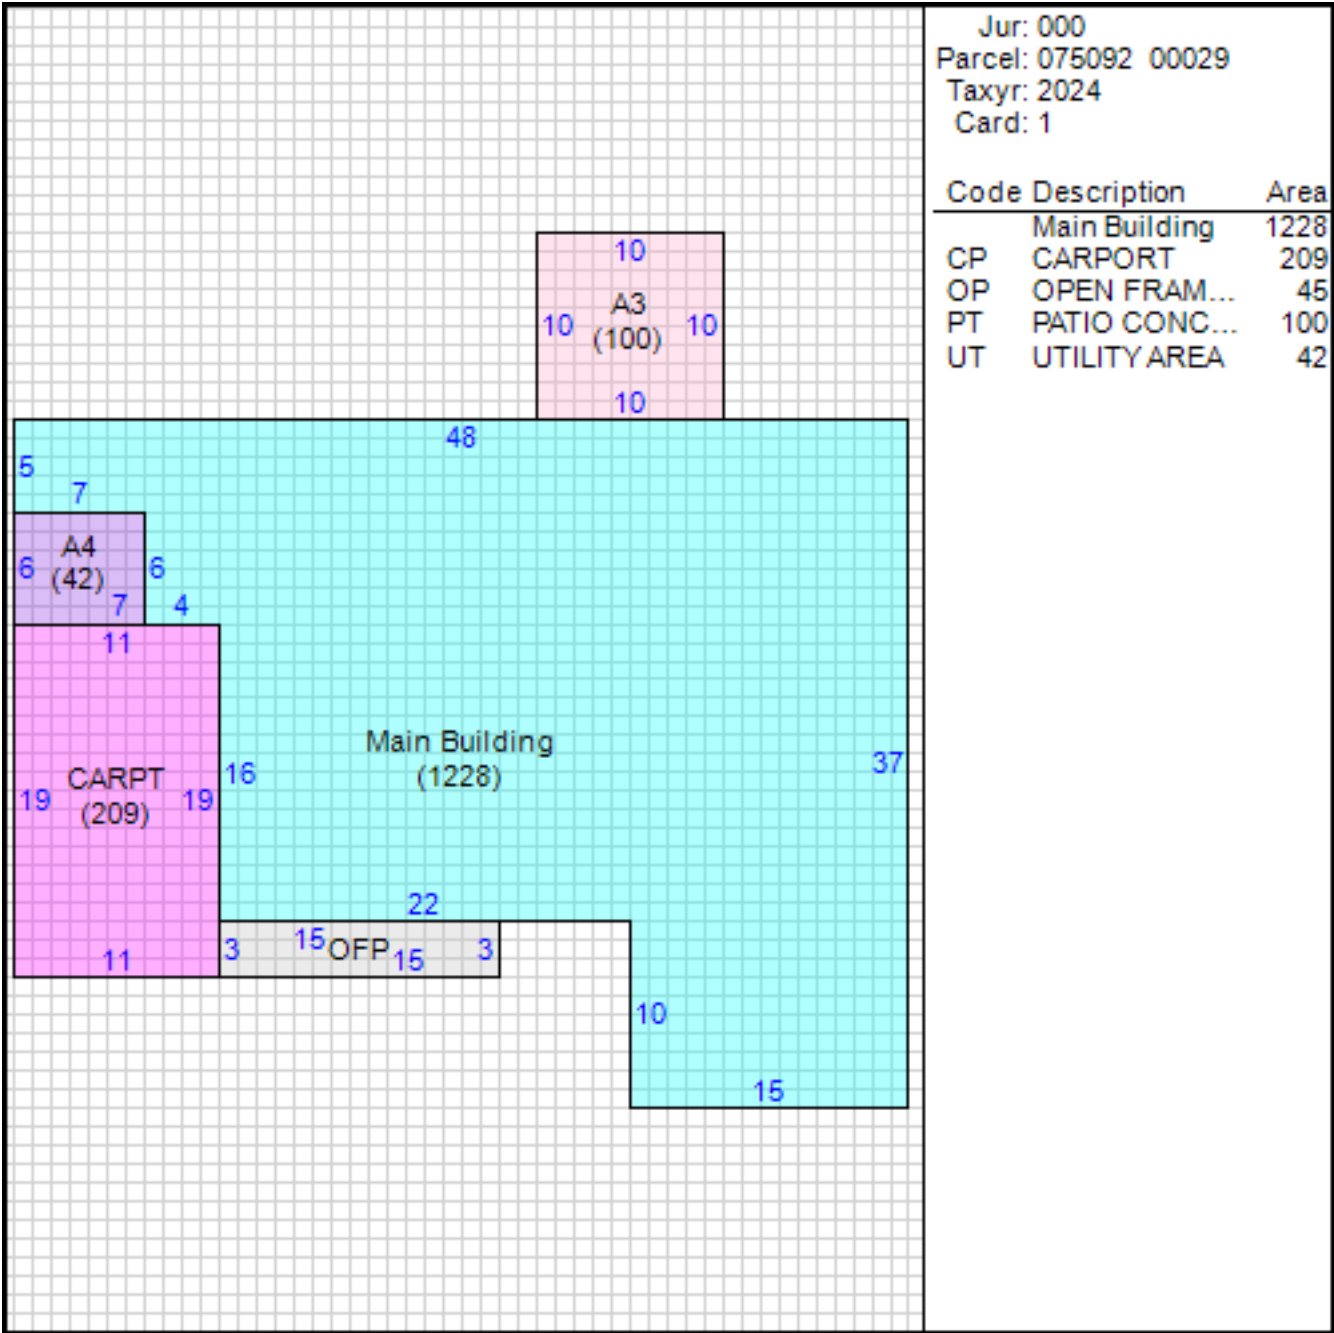 Jur: 000
Parcel: 075092 00029
Taxyr: 2024
Card: 1
Code Description Area
Main Building 1228
CP CARPORT 209
OP OPEN FRAM... 45
PT PATIO CONC... 100
UT UTILITY AREA 42
10
A3
10 (100) 10
10
48
5
7
A4
6 (42) 6
7 4
11
Main Building
(1228)
37
16
CARPT
19 (209) 19
22
3 15 OFP 15 3
11
10
15